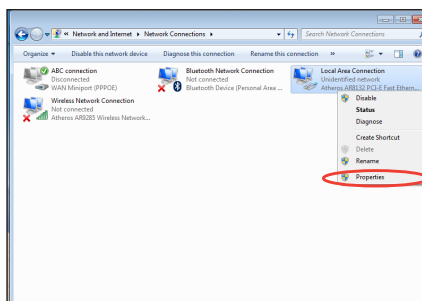 « Network and Internet ▸ Network Connections ▸
Search Network Connections
Organize ▾ Disable this network device Diagnose this connection Rename this connection »
ABC connection
Disconnected
WAN Miniport (PPPOE)
Bluetooth Network Connection
Not connected
Bluetooth Device (Personal Area ...
Local Area Connection
Unidentified network
Atheros AR8132 PCI-E Fast Ethern...
Wireless Network Connection
Not connected
Atheros AR9285 Wireless Network...
Disable
Status
Diagnose
Create Shortcut
Delete
Rename
Properties